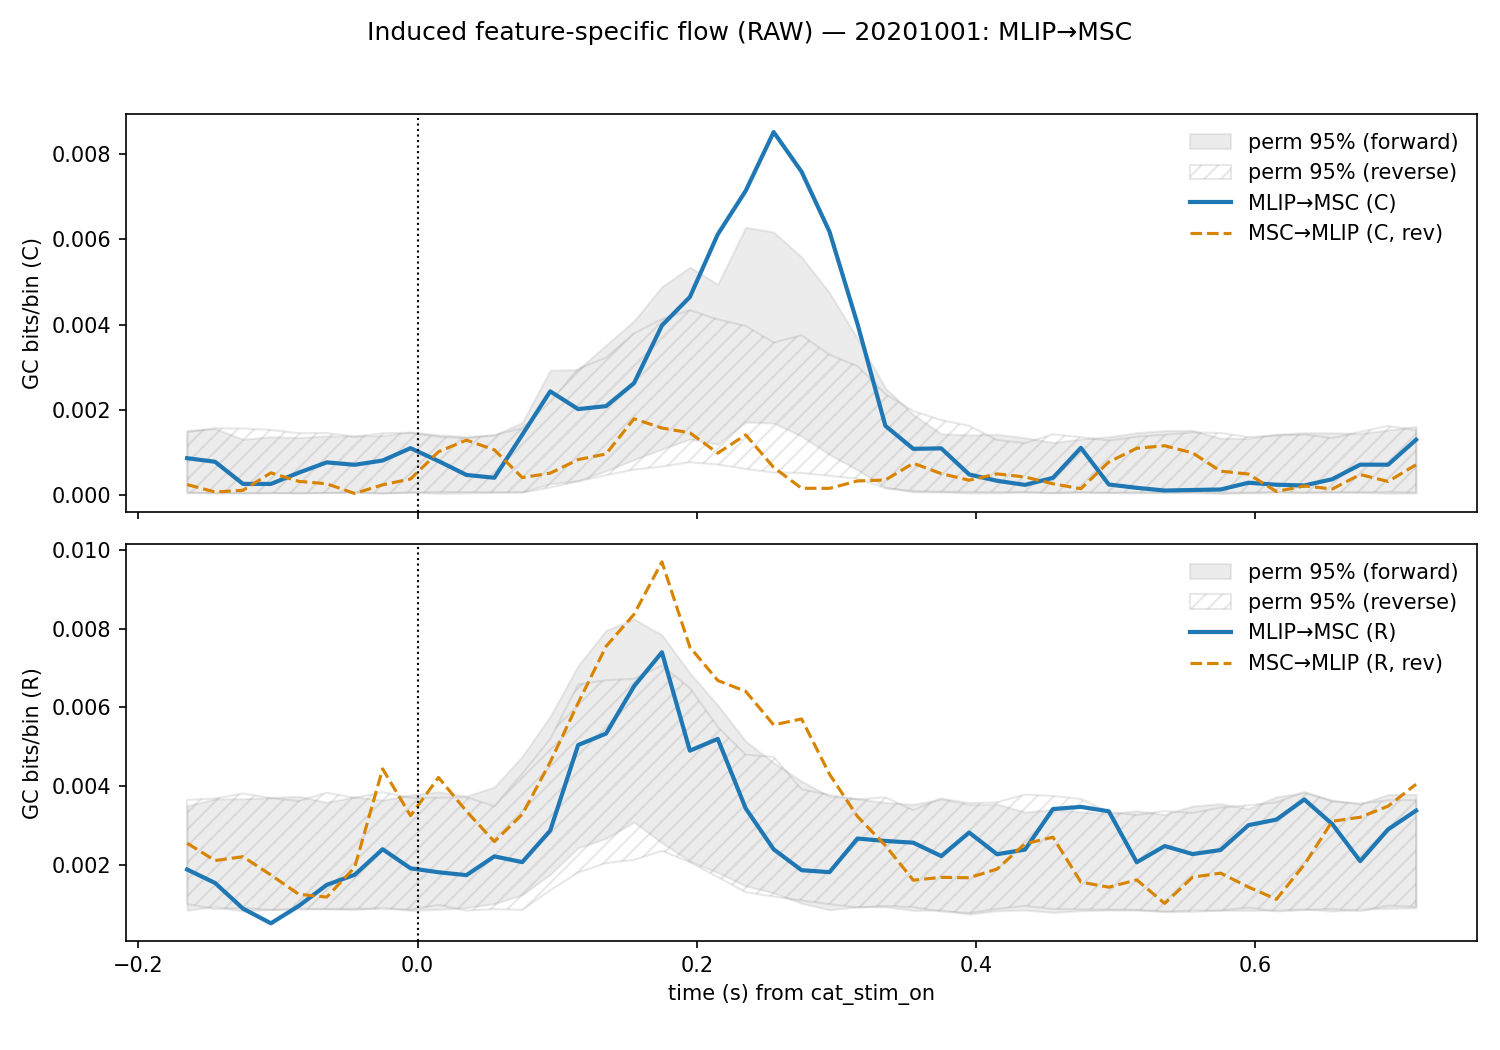 Induced feature-specific flow (RAW) — 20201001: MLIP→MSC
GC bits/bin (C)
0.008
0.006
0.004
0.002
0.000
perm 95% (forward)
perm 95% (reverse)
MLIP→MSC (C)
MSC→MLIP (C, rev)
GC bits/bin (R)
0.010
0.008
0.006
0.004
0.002
perm 95% (forward)
perm 95% (reverse)
MLIP→MSC (R)
MSC→MLIP (R, rev)
−0.2 0.0 0.2 0.4 0.6
time (s) from cat_stim_on